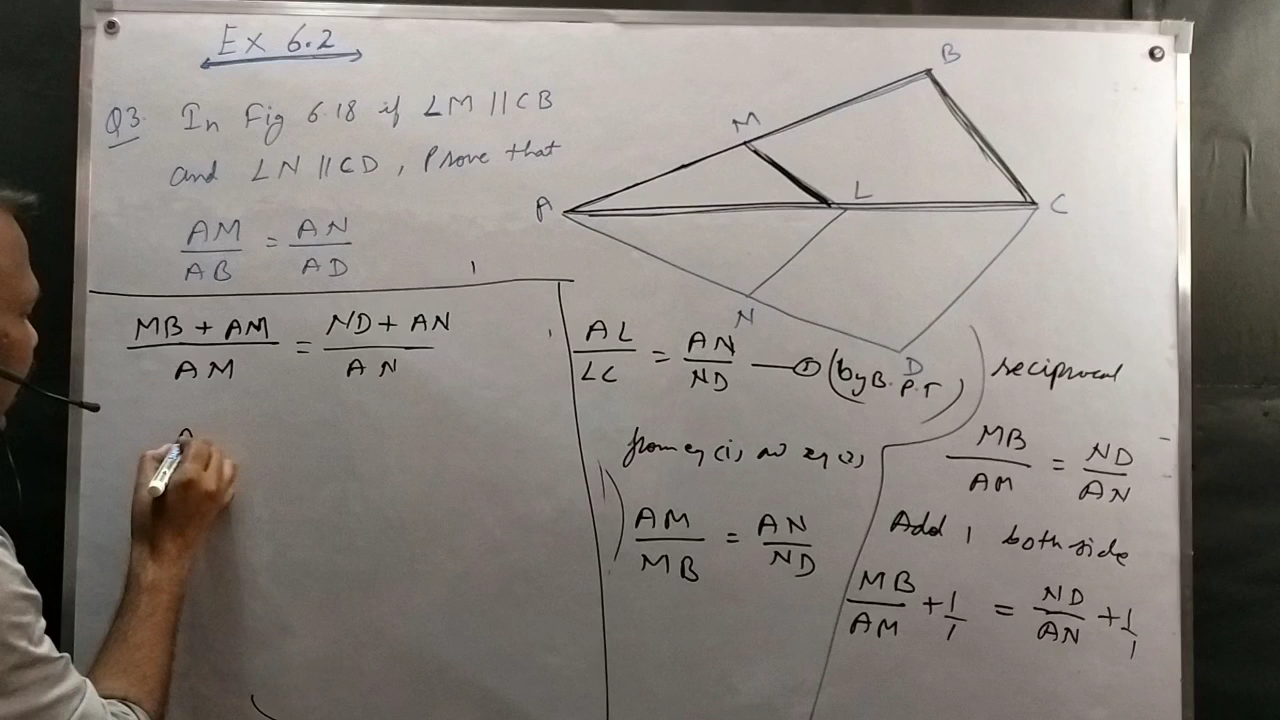 Ex 6.2
Q3. In Fig 6.18 if LM || CB
and LN || CD, Prove that
AM/AB = AN/AD
B
M
A
L
C
N
D
MB + AM/AM = ND + AN/AN
A
AL/LC = AN/ND — ① (by B.P.T)
from eq (i) and eq (2)
AM/MB = AN/ND
reciprocal
MB/AM = ND/AN
Add 1 both side
MB/AM + 1/1 = ND/AN + 1/1